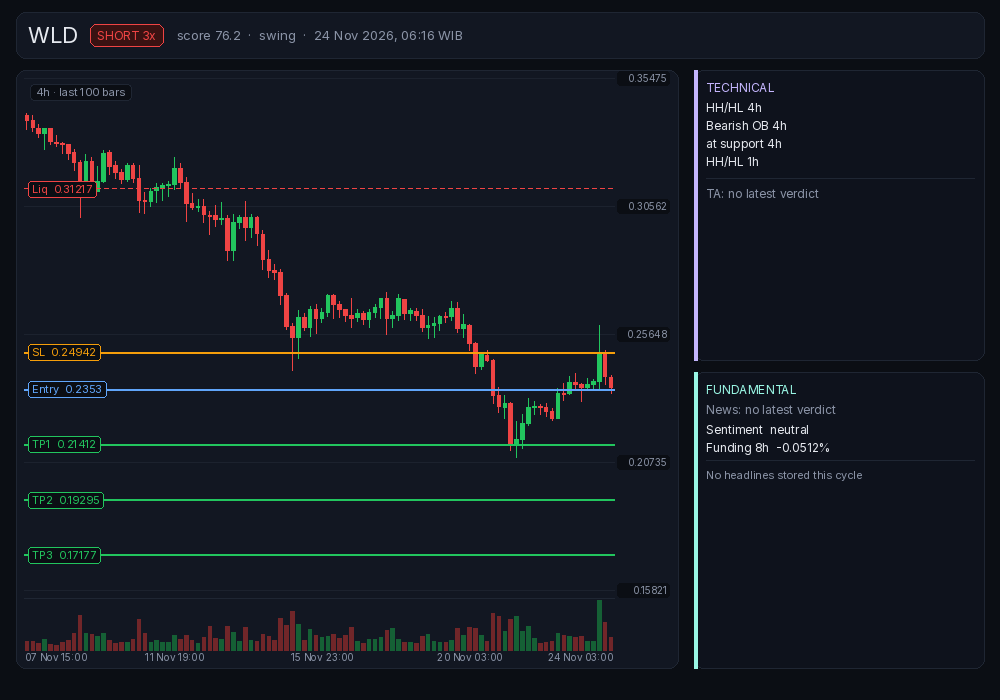 WLD SHORT 3x score 76.2 · swing · 24 Nov 2026, 06:16 WIB
4h · last 100 bars
0.35475
Liq 0.31217
0.30562
0.25648
SL 0.24942
Entry 0.2353
TP1 0.21412
0.20735
TP2 0.19295
TP3 0.17177
0.15821
07 Nov 15:00 11 Nov 19:00 15 Nov 23:00 20 Nov 03:00 24 Nov 03:00
TECHNICAL
HH/HL 4h
Bearish OB 4h
at support 4h
HH/HL 1h
TA: no latest verdict
FUNDAMENTAL
News: no latest verdict
Sentiment neutral
Funding 8h -0.0512%
No headlines stored this cycle